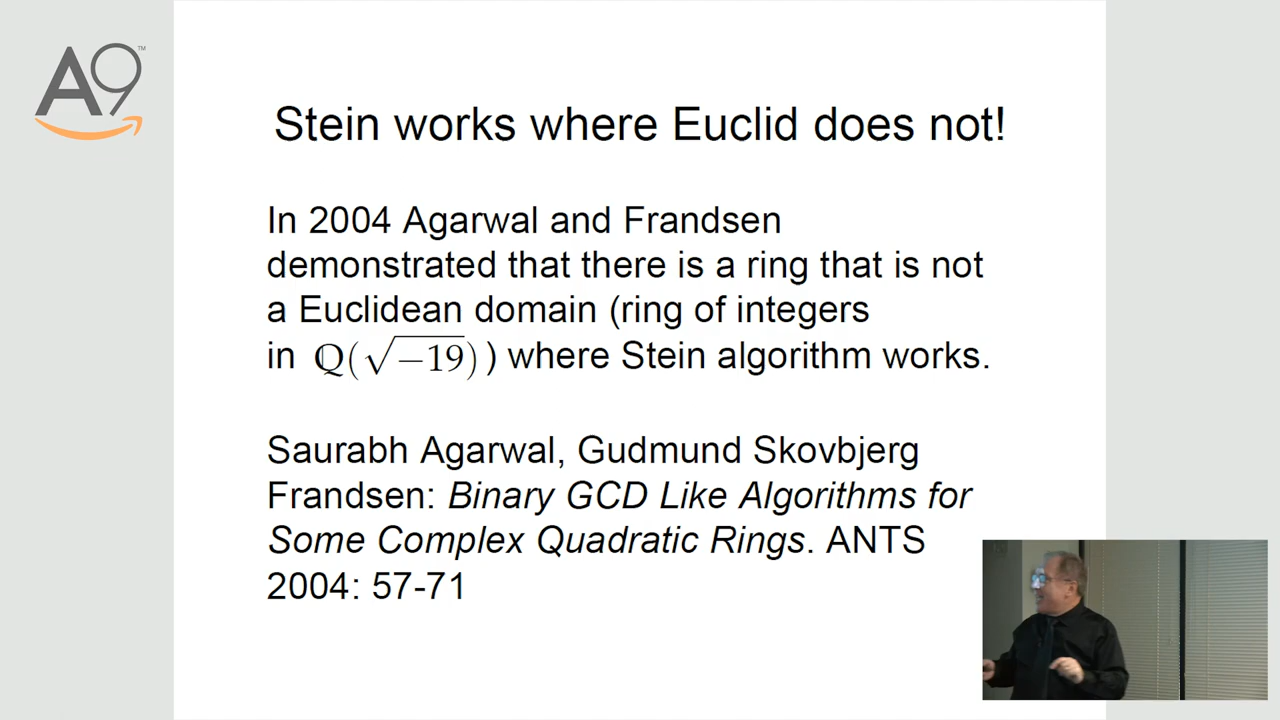 A9™
Stein works where Euclid does not!
In 2004 Agarwal and Frandsen
demonstrated that there is a ring that is not
a Euclidean domain (ring of integers
in ℚ(√−19)) where Stein algorithm works.
Saurabh Agarwal, Gudmund Skovbjerg
Frandsen: Binary GCD Like Algorithms for
Some Complex Quadratic Rings. ANTS
2004: 57-71